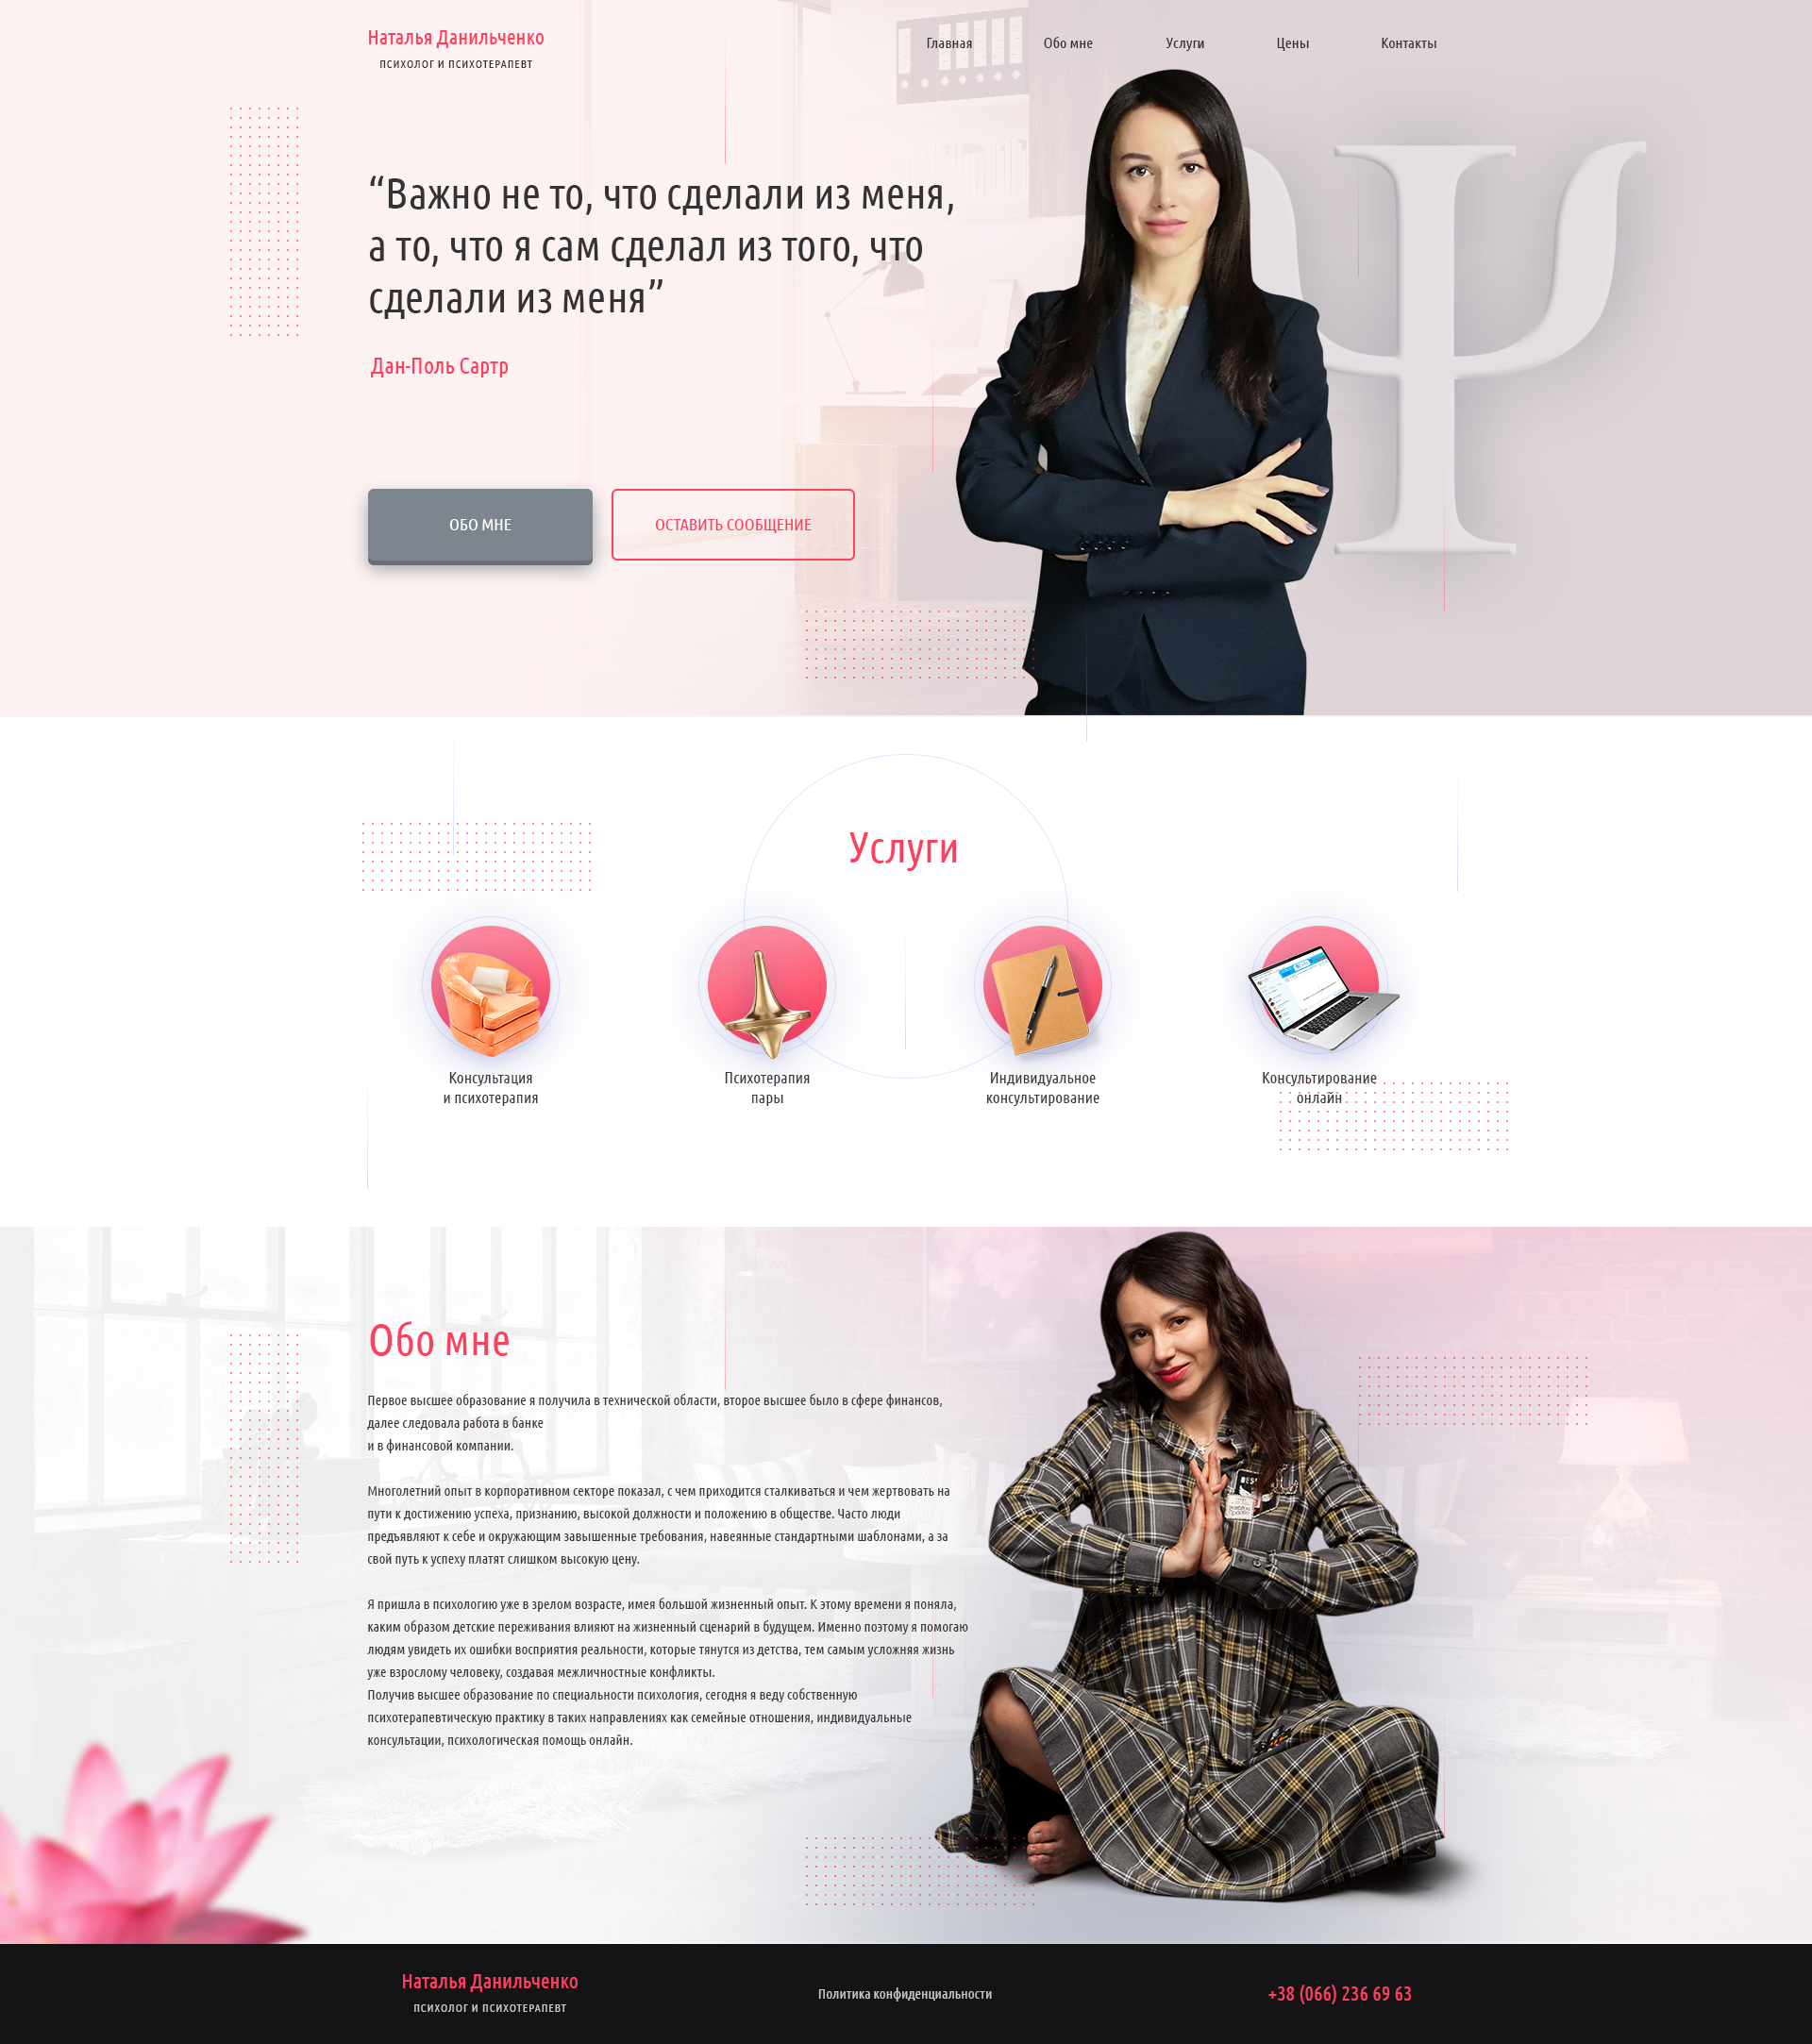 Наталья Данильченко
ПСИХОЛОГ И ПСИХОТЕРАПЕВТ
Главная
Обо мне
Услуги
Цены
Контакты
“Важно не то, что сделали из меня,
а то, что я сам сделал из того, что
сделали из меня”
Дан-Поль Сартр
ОБО МНЕ
ОСТАВИТЬ СООБЩЕНИЕ
Ψ
Услуги
Консультация
и психотерапия
Психотерапия
пары
Индивидуальное
консультирование
Консультирование
онлайн
Обо мне
Первое высшее образование я получила в технической области, второе высшее было в сфере финансов,
далее следовала работа в банке
и в финансовой компании.
Многолетний опыт в корпоративном секторе показал, с чем приходится сталкиваться и чем жертвовать на
пути к достижению успеха, признанию, высокой должности и положению в обществе. Часто люди
предъявляют к себе и окружающим завышенные требования, навеянные стандартными шаблонами, а за
свой путь к успеху платят слишком высокую цену.
Я пришла в психологию уже в зрелом возрасте, имея большой жизненный опыт. К этому времени я поняла,
каким образом детские переживания влияют на жизненный сценарий в будущем. Именно поэтому я помогаю
людям увидеть их ошибки восприятия реальности, которые тянутся из детства, тем самым усложняя жизнь
уже взрослому человеку, создавая межличностные конфликты.
Получив высшее образование по специальности психология, сегодня я веду собственную
психотерапевтическую практику в таких направлениях как семейные отношения, индивидуальные
консультации, психологическая помощь онлайн.
Наталья Данильченко
ПСИХОЛОГ И ПСИХОТЕРАПЕВТ
Политика конфиденциальности
+38 (066) 236 69 63